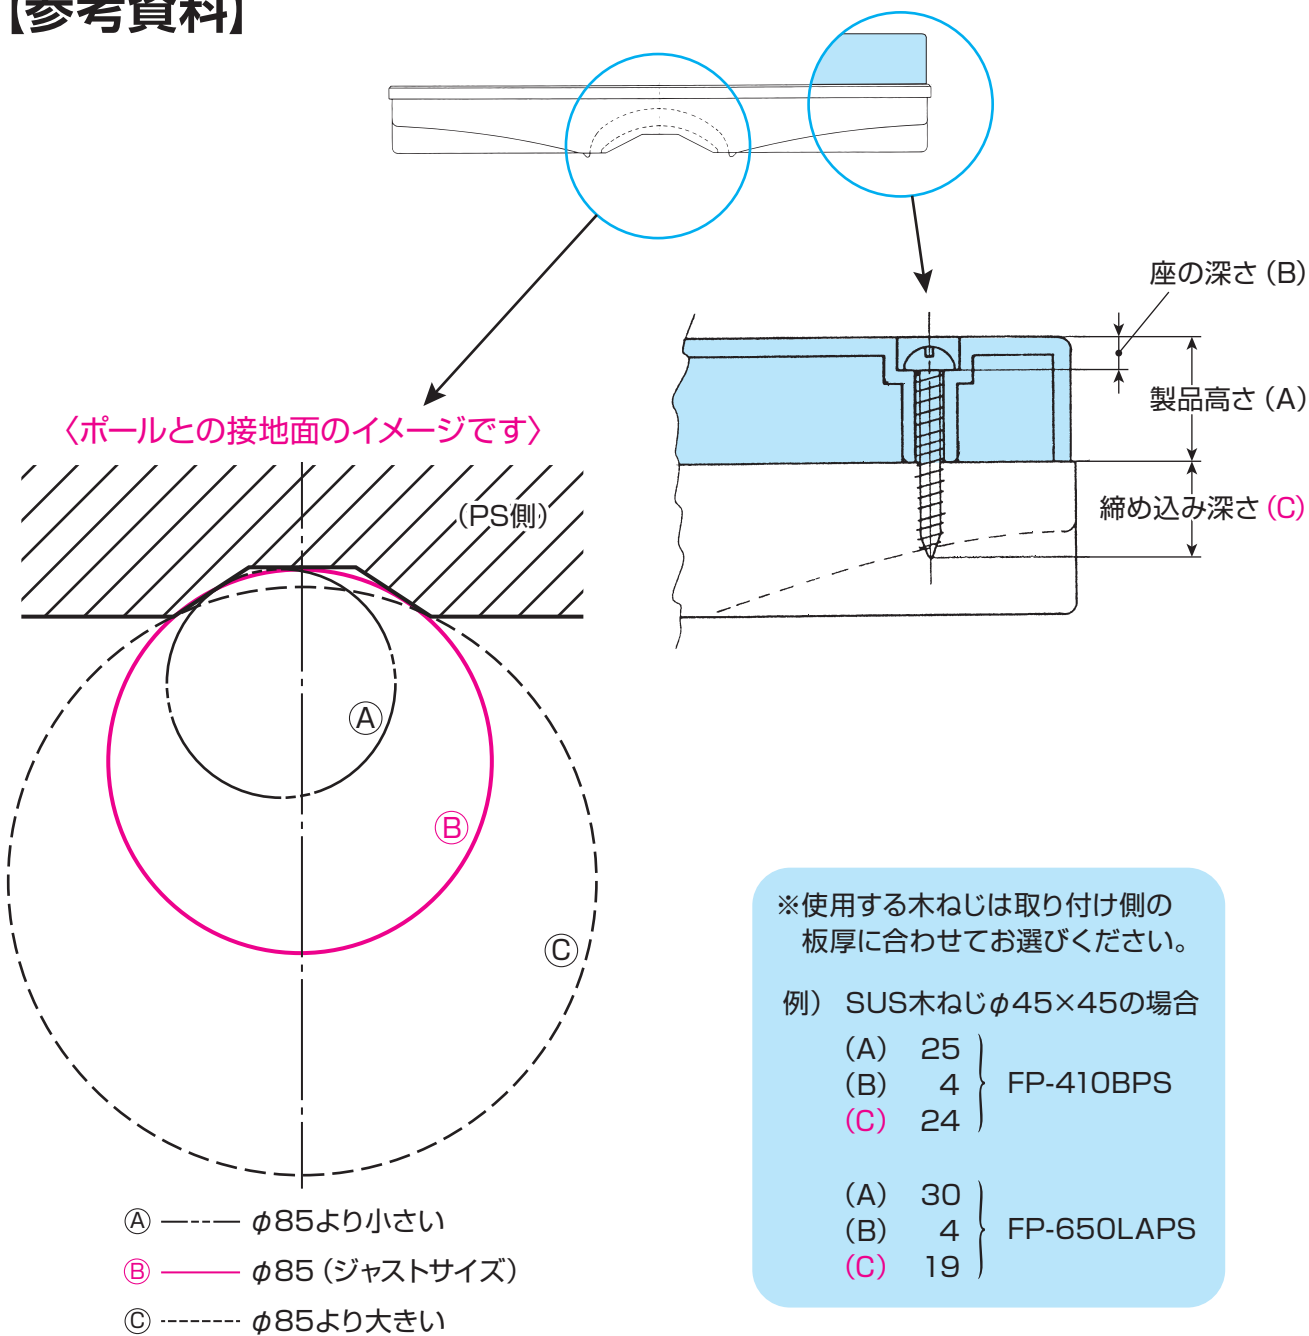 【参考資料】
座の深さ（B）
製品高さ（A）
締め込み深さ（C）
〈ポールとの接地面のイメージです〉
（PS側）
Ⓐ
Ⓑ
Ⓒ
Ⓐ φ85より小さい
Ⓑ φ85（ジャストサイズ）
Ⓒ φ85より大きい
※使用する木ねじは取り付け側の
板厚に合わせてお選びください。
例） SUS木ねじφ45×45の場合
（A） 25
（B） 4 FP-410BPS
（C） 24
（A） 30
（B） 4 FP-650LAPS
（C） 19